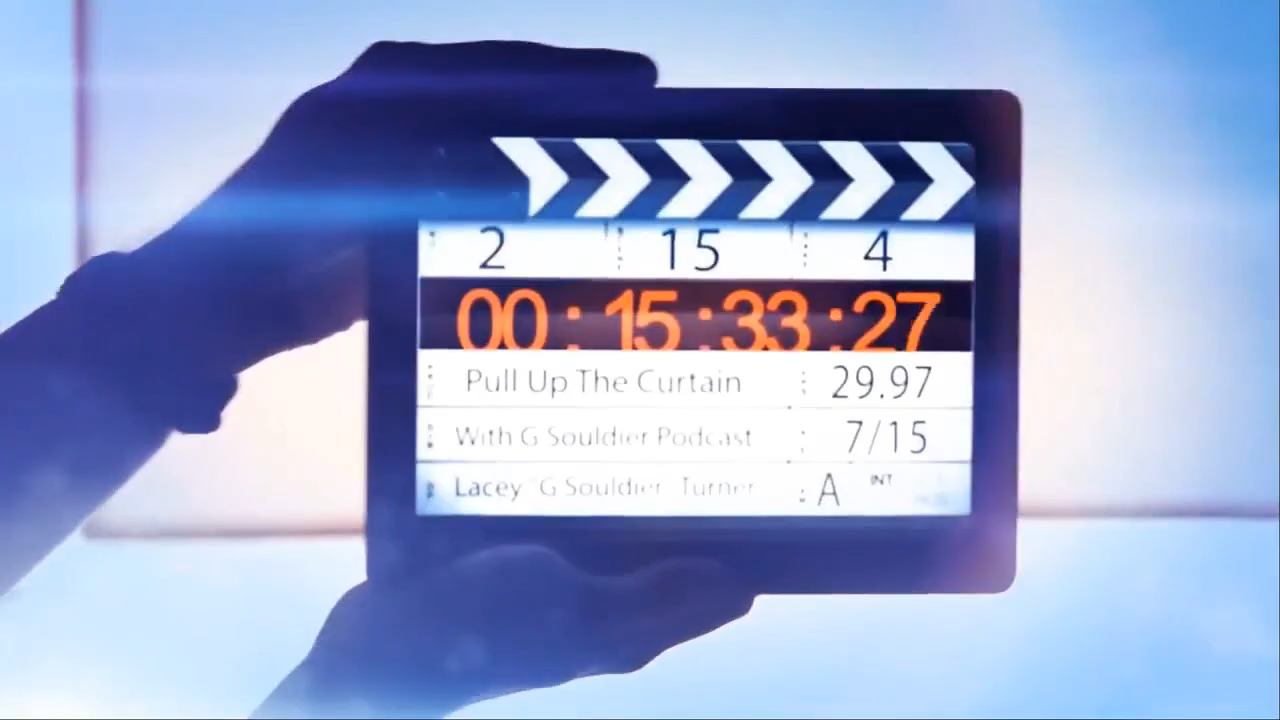 2 15 4
00:15:33:27
Pull Up The Curtain 29.97
With G Souldier Podcast 7/15
Lacey "G Souldier" Turner A INT